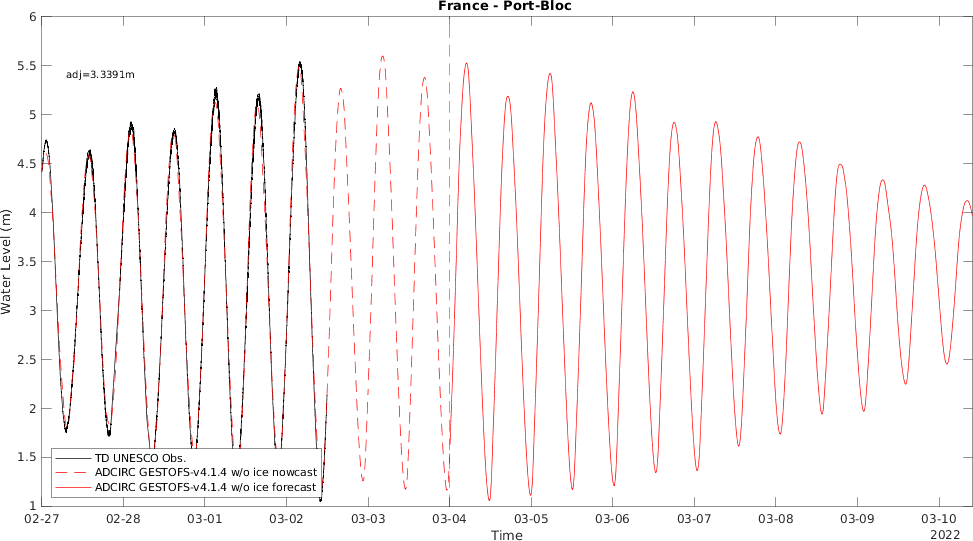 France - Port-Bloc
6
5.5
5
4.5
4
3.5
3
2.5
2
1.5
1
Water Level (m)
adj=3.3391m
TD UNESCO Obs.
ADCIRC GESTOFS-v4.1.4 w/o ice nowcast
ADCIRC GESTOFS-v4.1.4 w/o ice forecast
02-27 02-28 03-01 03-02 03-03 03-04 03-05 03-06 03-07 03-08 03-09 03-10
2022
Time